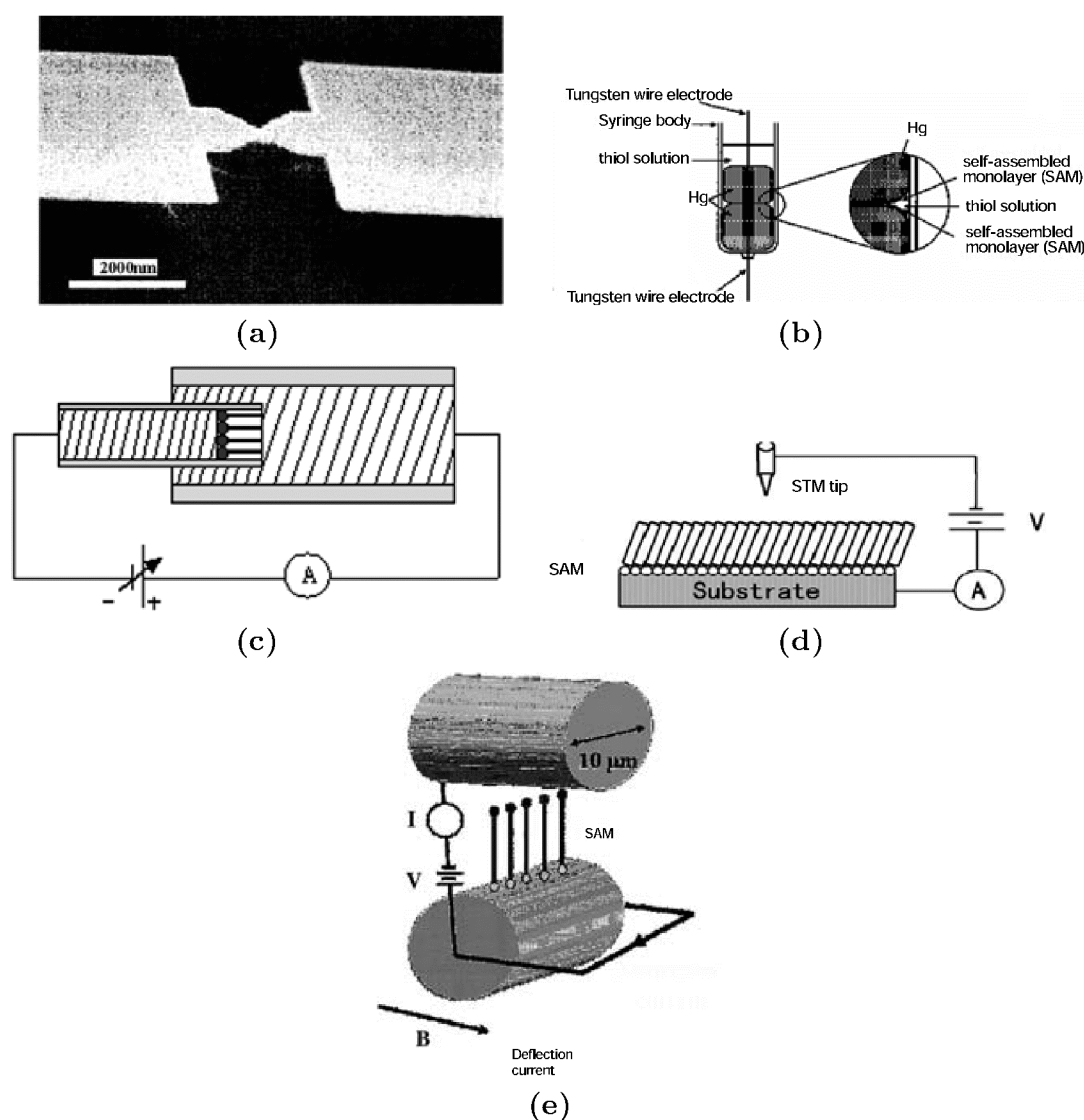 2000nm
(a)
Tungsten wire electrode
Syringe body
thiol solution
Hg
Tungsten wire electrode
Hg
self-assembled
monolayer (SAM)
thiol solution
self-assembled
monolayer (SAM)
(b)
A
- +
(c)
STM tip
V
SAM
Substrate
A
(d)
10 µm
I
SAM
V
B
Deflection
current
(e)